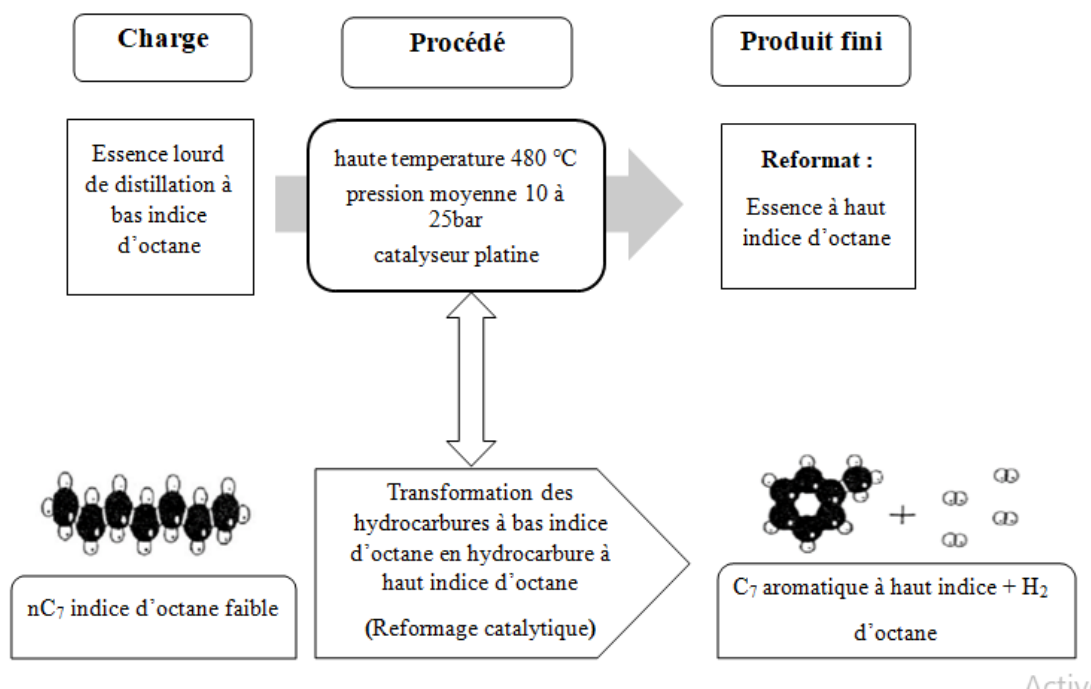 Charge
Procédé
Produit fini
Essence lourd
de distillation à
bas indice
d’octane
haute temperature 480 °C
pression moyenne 10 à
25bar
catalyseur platine
Reformat :
Essence à haut
indice d’octane
Transformation des
hydrocarbures à bas indice
d’octane en hydrocarbure à
haut indice d’octane
(Reformage catalytique)
+
nC₇ indice d’octane faible
C₇ aromatique à haut indice + H₂
d’octane